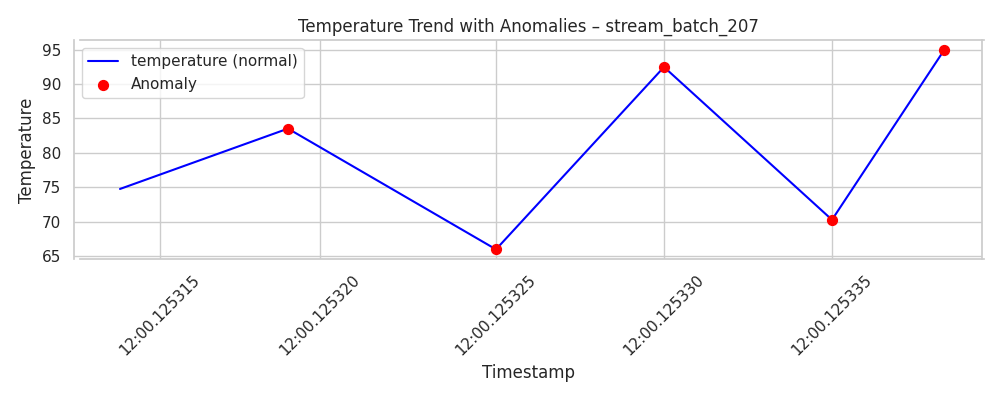 Temperature Trend with Anomalies – stream_batch_207
temperature (normal)
Anomaly
95
90
85
80
75
70
65
Temperature
12:00.125315
12:00.125320
12:00.125325
12:00.125330
12:00.125335
Timestamp